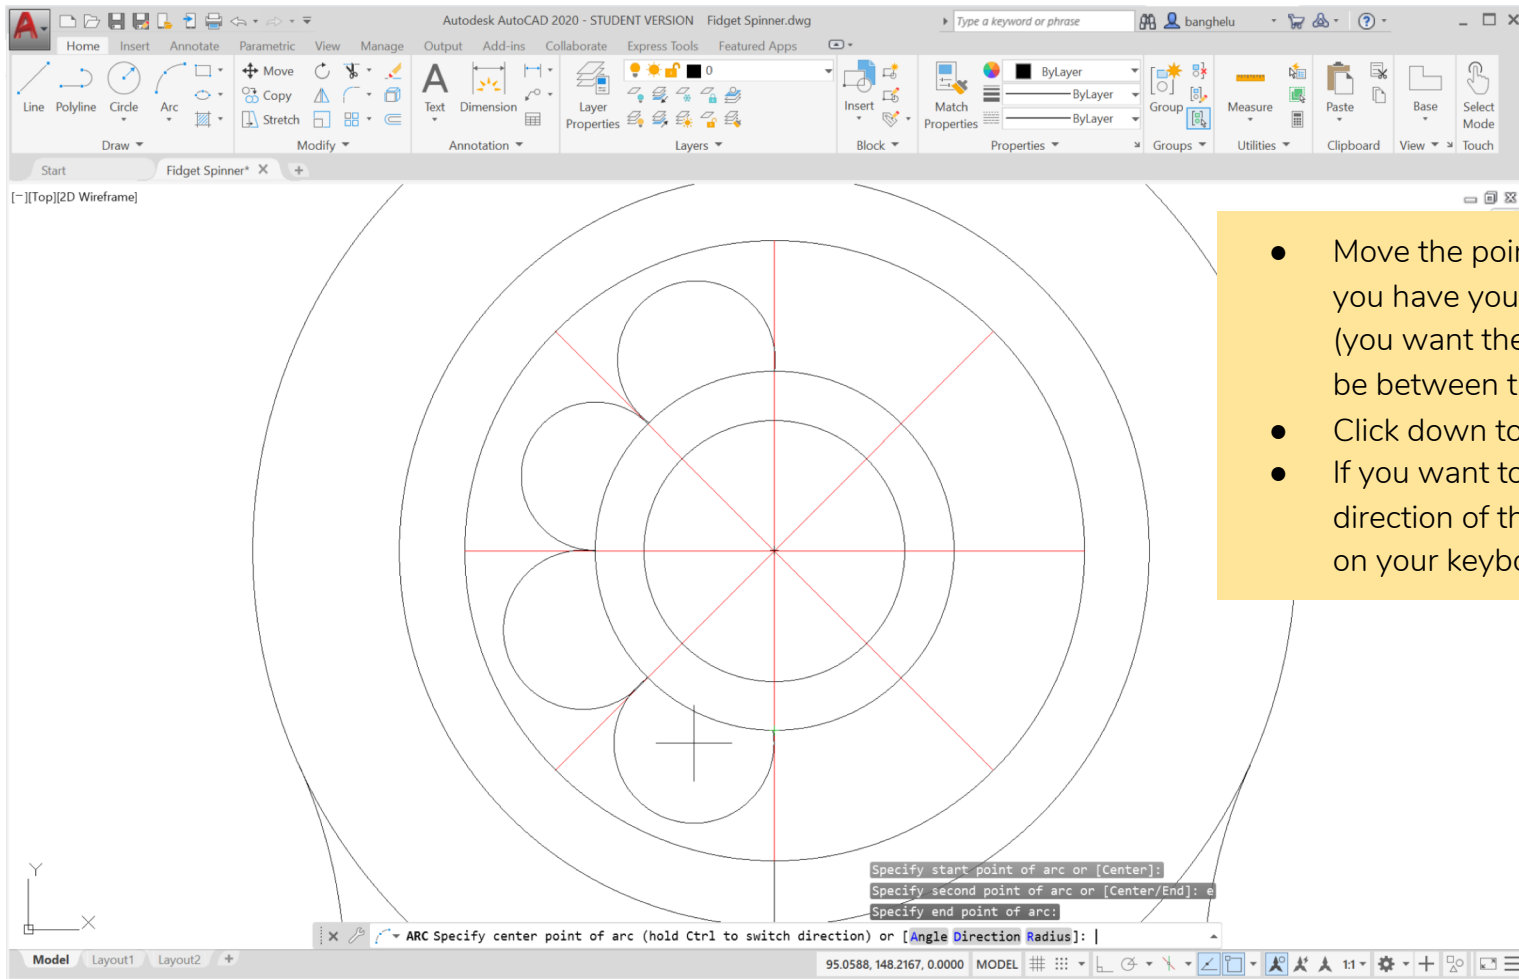 Autodesk AutoCAD 2020 - STUDENT VERSION Fidget Spinner.dwg
Type a keyword or phrase
banghelu
Home Insert Annotate Parametric View Manage Output Add-ins Collaborate Express Tools Featured Apps
Line Polyline Circle Arc
Move
Copy
Stretch
Text Dimension
Layer
Properties
0
Insert
Match
Properties
ByLayer
ByLayer
ByLayer
Group
Measure
Paste
Base
Select
Mode
Draw Modify Annotation Layers Block Properties Groups Utilities Clipboard View Touch
Start Fidget Spinner* +
[-][Top][2D Wireframe]
● Move the poin
you have you
(you want the
be between t
● Click down to
● If you want to
direction of th
on your keybo
Y
X
Specify start point of arc or [Center]:
Specify second point of arc or [Center/End]: e
Specify end point of arc:
ARC Specify center point of arc (hold Ctrl to switch direction) or [Angle Direction Radius]:
Model Layout1 Layout2 +
95.0588, 148.2167, 0.0000 MODEL 1:1